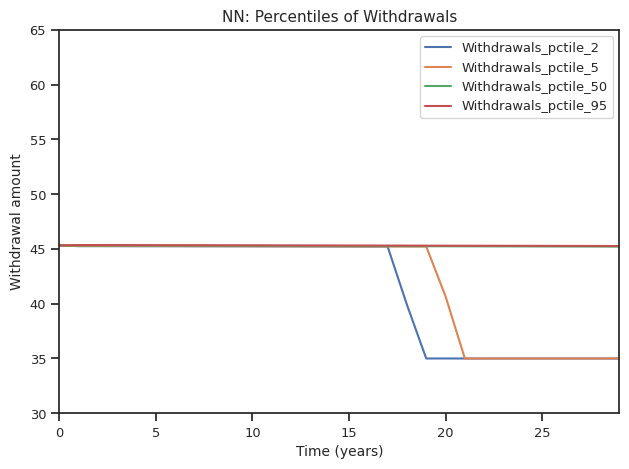 NN: Percentiles of Withdrawals
Withdrawals_pctile_2
Withdrawals_pctile_5
Withdrawals_pctile_50
Withdrawals_pctile_95
65
60
55
50
45
40
35
30
Withdrawal amount
0
5
10
15
20
25
Time (years)